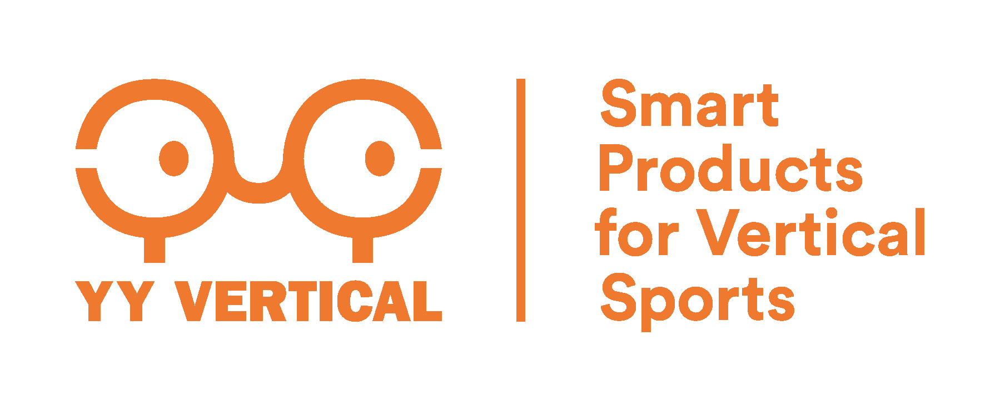 YY VERTICAL
Smart
Products
for Vertical
Sports